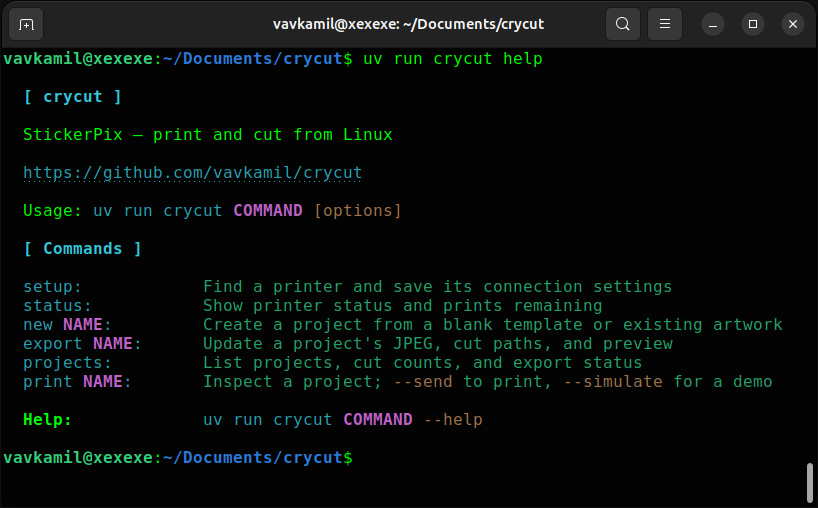 vavkamil@xexexe: ~/Documents/crycut
vavkamil@xexexe:~/Documents/crycut$ uv run crycut help
[ crycut ]
StickerPix — print and cut from Linux
https://github.com/vavkamil/crycut
Usage: uv run crycut COMMAND [options]
[ Commands ]
setup: Find a printer and save its connection settings
status: Show printer status and prints remaining
new NAME: Create a project from a blank template or existing artwork
export NAME: Update a project's JPEG, cut paths, and preview
projects: List projects, cut counts, and export status
print NAME: Inspect a project; --send to print, --simulate for a demo
Help: uv run crycut COMMAND --help
vavkamil@xexexe:~/Documents/crycut$